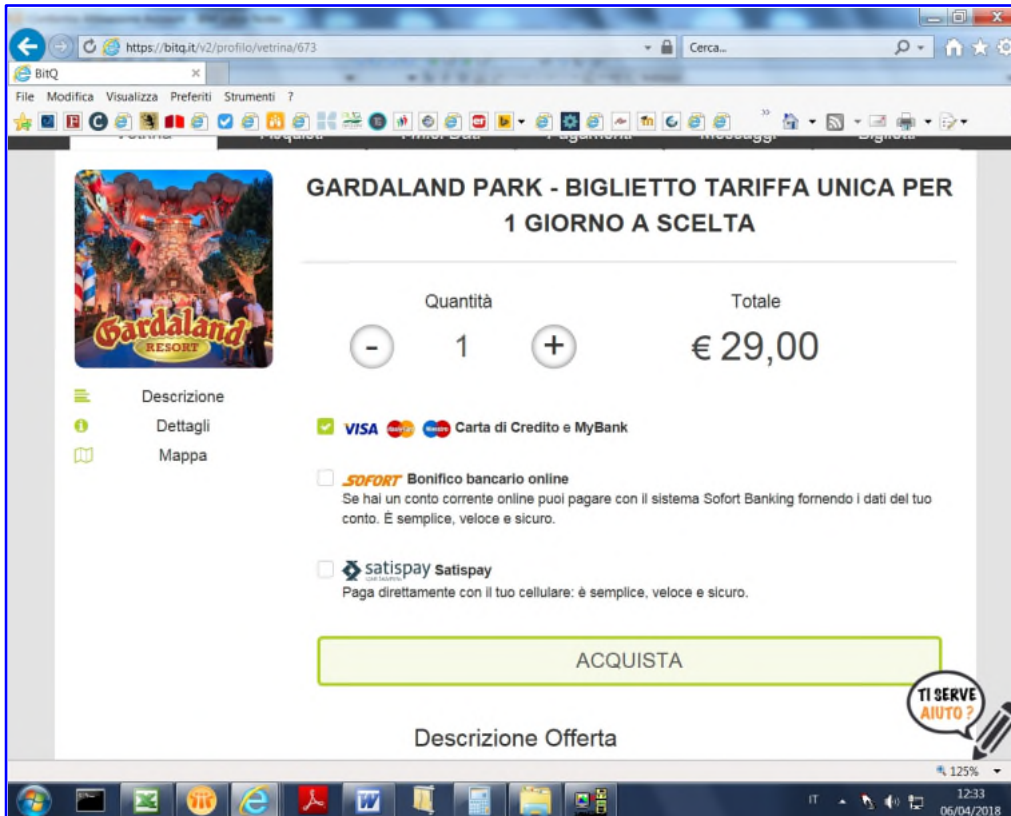 https://bitq.it/v2/profilo/vetrina/673
Cerca...
BitQ
File Modifica Visualizza Preferiti Strumenti ?
GARDALAND PARK - BIGLIETTO TARIFFA UNICA PER
1 GIORNO A SCELTA
Gardaland
RESORT
Quantità Totale
- 1 + € 29,00
Descrizione
Dettagli
Mappa
VISA MasterCard Maestro Carta di Credito e MyBank
SOFORT Bonifico bancario online
Se hai un conto corrente online puoi pagare con il sistema Sofort Banking fornendo i dati del tuo
conto. È semplice, veloce e sicuro.
satispay Satispay
Paga direttamente con il tuo cellulare: è semplice, veloce e sicuro.
ACQUISTA
TI SERVE
AIUTO ?
Descrizione Offerta
125%
IT
12:33
06/04/2018